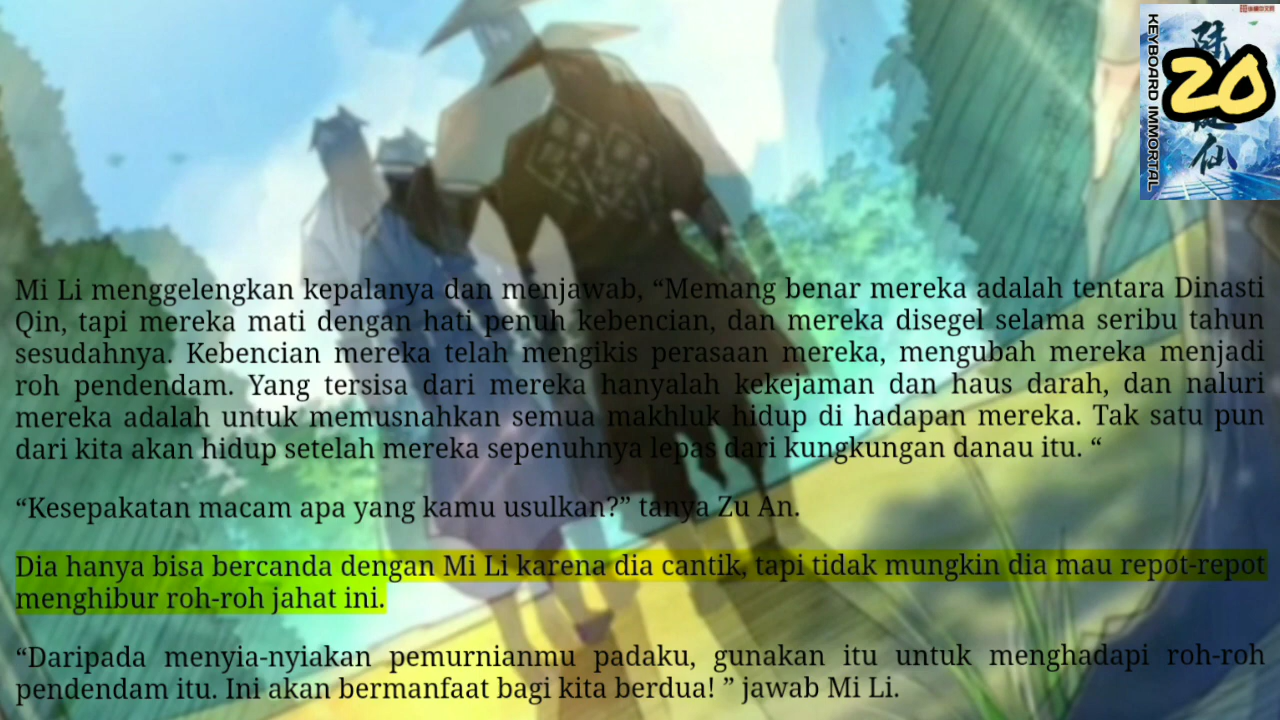 KEYBOARD IMMORTAL
20
仙
Mi Li menggelengkan kepalanya dan menjawab, “Memang benar mereka adalah tentara Dinasti
Qin, tapi mereka mati dengan hati penuh kebencian, dan mereka disegel selama seribu tahun
sesudahnya. Kebencian mereka telah mengikis perasaan mereka, mengubah mereka menjadi
roh pendendam. Yang tersisa dari mereka hanyalah kekejaman dan haus darah, dan naluri
mereka adalah untuk memusnahkan semua makhluk hidup di hadapan mereka. Tak satu pun
dari kita akan hidup setelah mereka sepenuhnya lepas dari kungkungan danau itu. “
“Kesepakatan macam apa yang kamu usulkan?” tanya Zu An.
Dia hanya bisa bercanda dengan Mi Li karena dia cantik, tapi tidak mungkin dia mau repot-repot
menghibur roh-roh jahat ini.
“Daripada menyia-nyiakan pemurnianmu padaku, gunakan itu untuk menghadapi roh-roh
pendendam itu. Ini akan bermanfaat bagi kita berdua! ” jawab Mi Li.